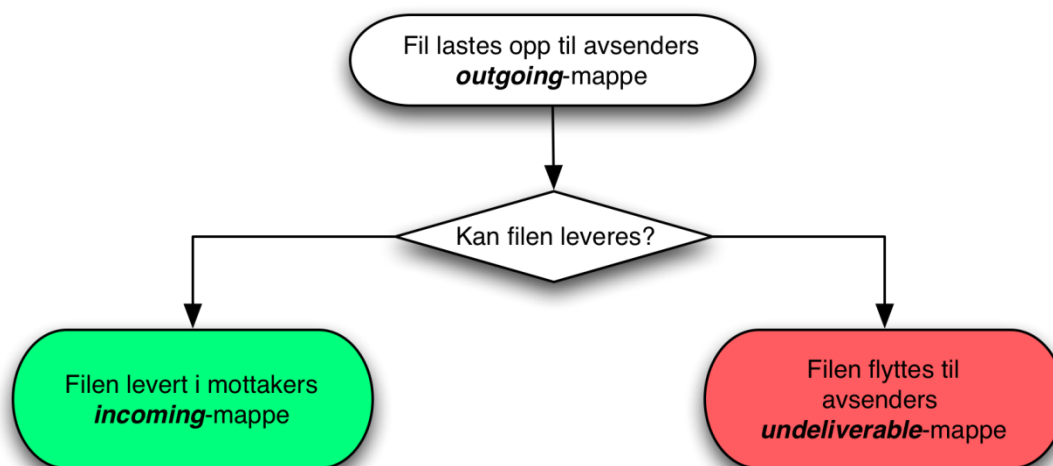 Fil lastes opp til avsenders
outgoing-mappe
Kan filen leveres?
Filen levert i mottakers
incoming-mappe
Filen flyttes til
avsenders
undeliverable-mappe